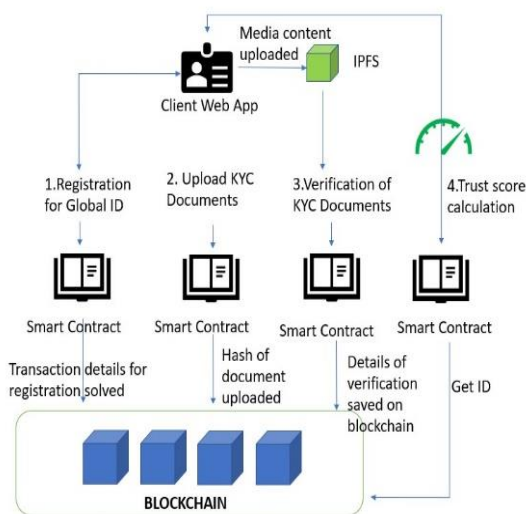 Media content
uploaded
IPFS
Client Web App
1.Registration
for Global ID
2. Upload KYC
Documents
3.Verification of
KYC Documents
4.Trust score
calculation
Smart Contract
Smart Contract
Smart Contract
Smart Contract
Transaction details for
registration solved
Hash of
document
uploaded
Details of
verification
saved on
blockchain
Get ID
BLOCKCHAIN